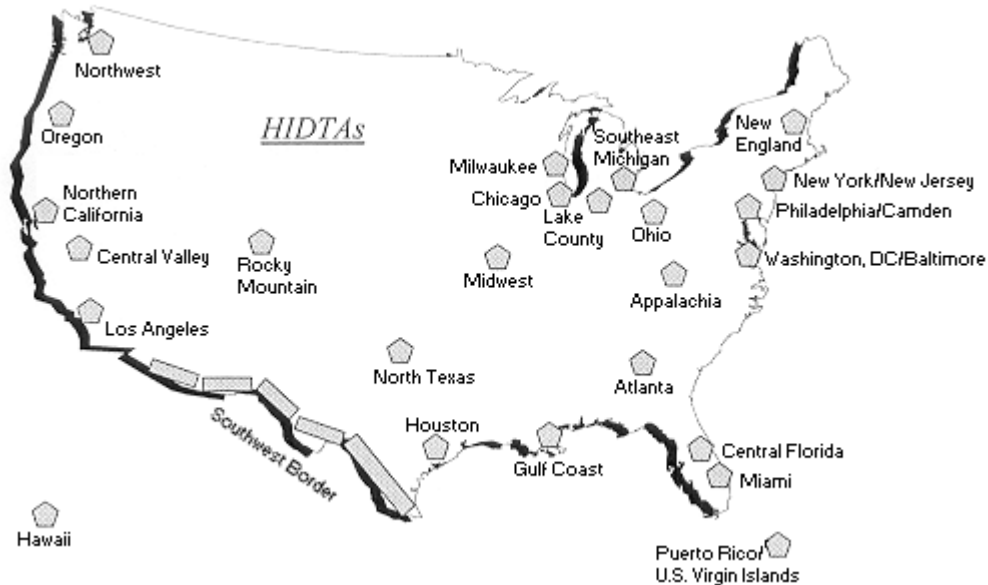 Northwest
HIDTAs
Oregon
New
England
Southeast
Michigan
Milwaukee
Chicago
Lake
County
Ohio
New York/New Jersey
Philadelphia/Camden
Washington, DC/Baltimore
Northern
California
Central Valley
Rocky
Mountain
Midwest
Appalachia
Los Angeles
North Texas
Atlanta
Southwest Border
Houston
Gulf Coast
Central Florida
Miami
Hawaii
Puerto Rico/
U.S. Virgin Islands